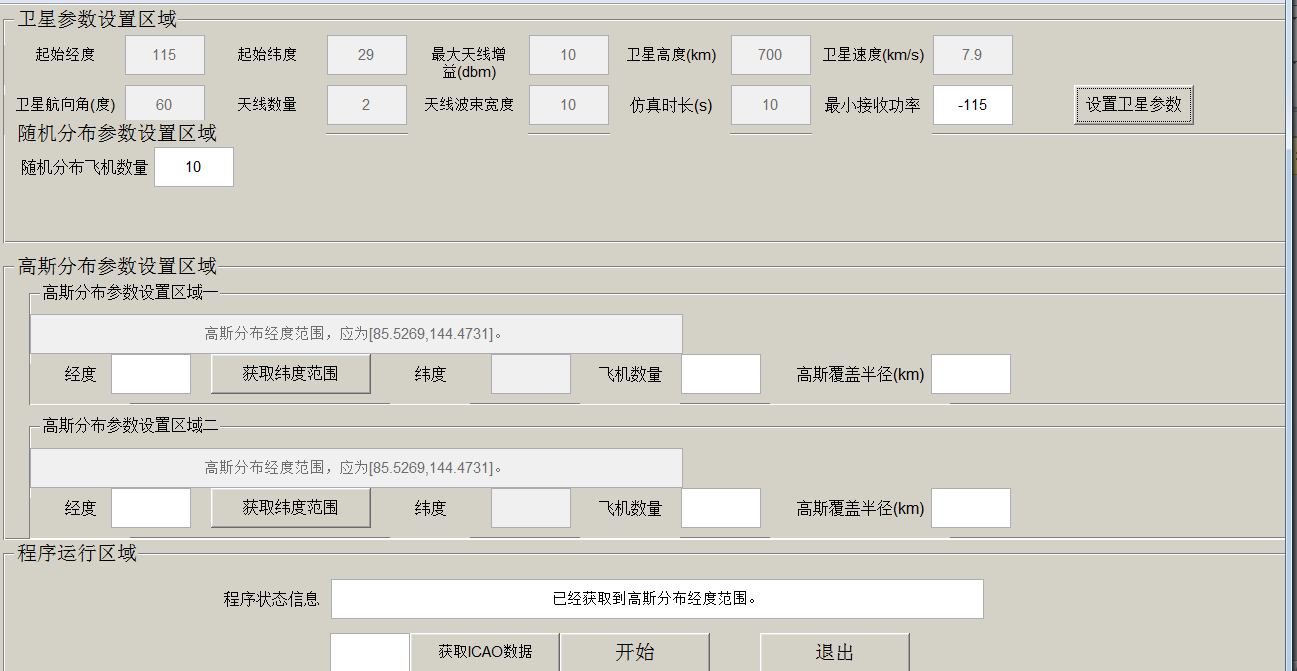 卫星参数设置区域
起始经度 115 起始纬度 29 最大天线增 10 卫星高度(km) 700 卫星速度(km/s) 7.9
益(dbm)
卫星航向角(度) 60 天线数量 2 天线波束宽度 10 仿真时长(s) 10 最小接收功率 -115 设置卫星参数
随机分布参数设置区域
随机分布飞机数量 10
高斯分布参数设置区域
高斯分布参数设置区域一
高斯分布经度范围，应为[85.5269,144.4731]。
经度 获取纬度范围 纬度 飞机数量 高斯覆盖半径(km)
高斯分布参数设置区域二
高斯分布经度范围，应为[85.5269,144.4731]。
经度 获取纬度范围 纬度 飞机数量 高斯覆盖半径(km)
程序运行区域
程序状态信息 已经获取到高斯分布经度范围。
获取ICAO数据 开始 退出